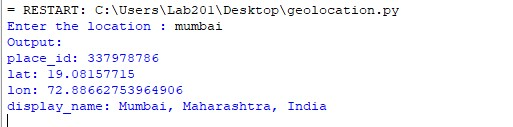 = RESTART: C:\Users\Lab201\Desktop\geolocation.py
Enter the location : mumbai
Output:
place_id: 337978786
lat: 19.08157715
lon: 72.88662753964906
display_name: Mumbai, Maharashtra, India